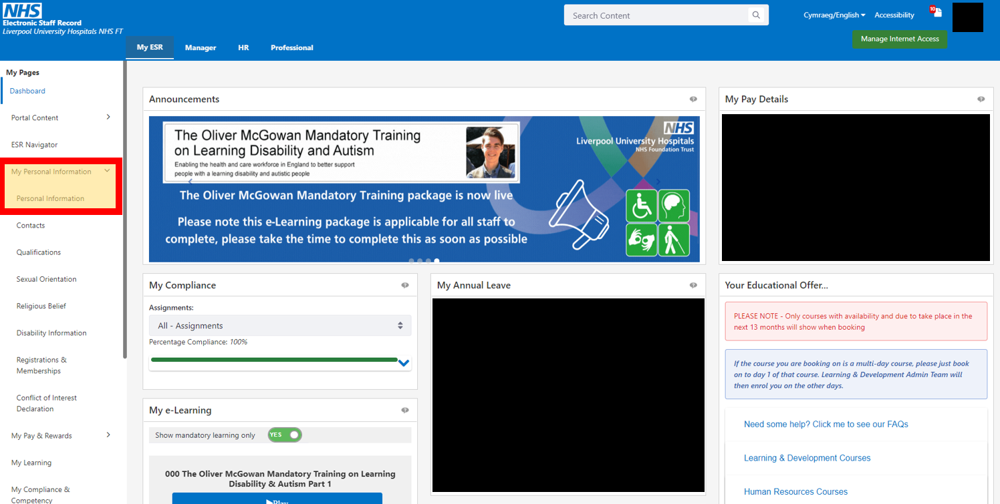 NHS
Electronic Staff Record
Liverpool University Hospitals NHS FT
Search Content
Cymraeg/English
Accessibility
10
Manage Internet Access
My ESR
Manager
HR
Professional
My Pages
Dashboard
Portal Content
ESR Navigator
My Personal Information
Personal Information
Contacts
Qualifications
Sexual Orientation
Religious Belief
Disability Information
Registrations &
Memberships
Conflict of Interest
Declaration
My Pay & Rewards
My Learning
My Compliance &
Competency
Announcements
The Oliver McGowan Mandatory Training
on Learning Disability and Autism
Enabling the health and care workforce in England to better support
people with a learning disability and autistic people
NHS
Liverpool University Hospitals
NHS Foundation Trust
The Oliver McGowan Mandatory Training package is now live
Please note this e-Learning package is applicable for all staff to
complete, please take the time to complete this as soon as possible
My Pay Details
My Compliance
Assignments:
All - Assignments
Percentage Compliance: 100%
My e-Learning
Show mandatory learning only
YES
000 The Oliver McGowan Mandatory Training on Learning
Disability & Autism Part 1
Play
My Annual Leave
Your Educational Offer...
PLEASE NOTE - Only courses with availability and due to take place in the
next 13 months will show when booking
If the course you are booking on is a multi-day course, please just book
on to day 1 of that course. Learning & Development Admin Team will
then enrol you on the other days.
Need some help? Click me to see our FAQs
Learning & Development Courses
Human Resources Courses